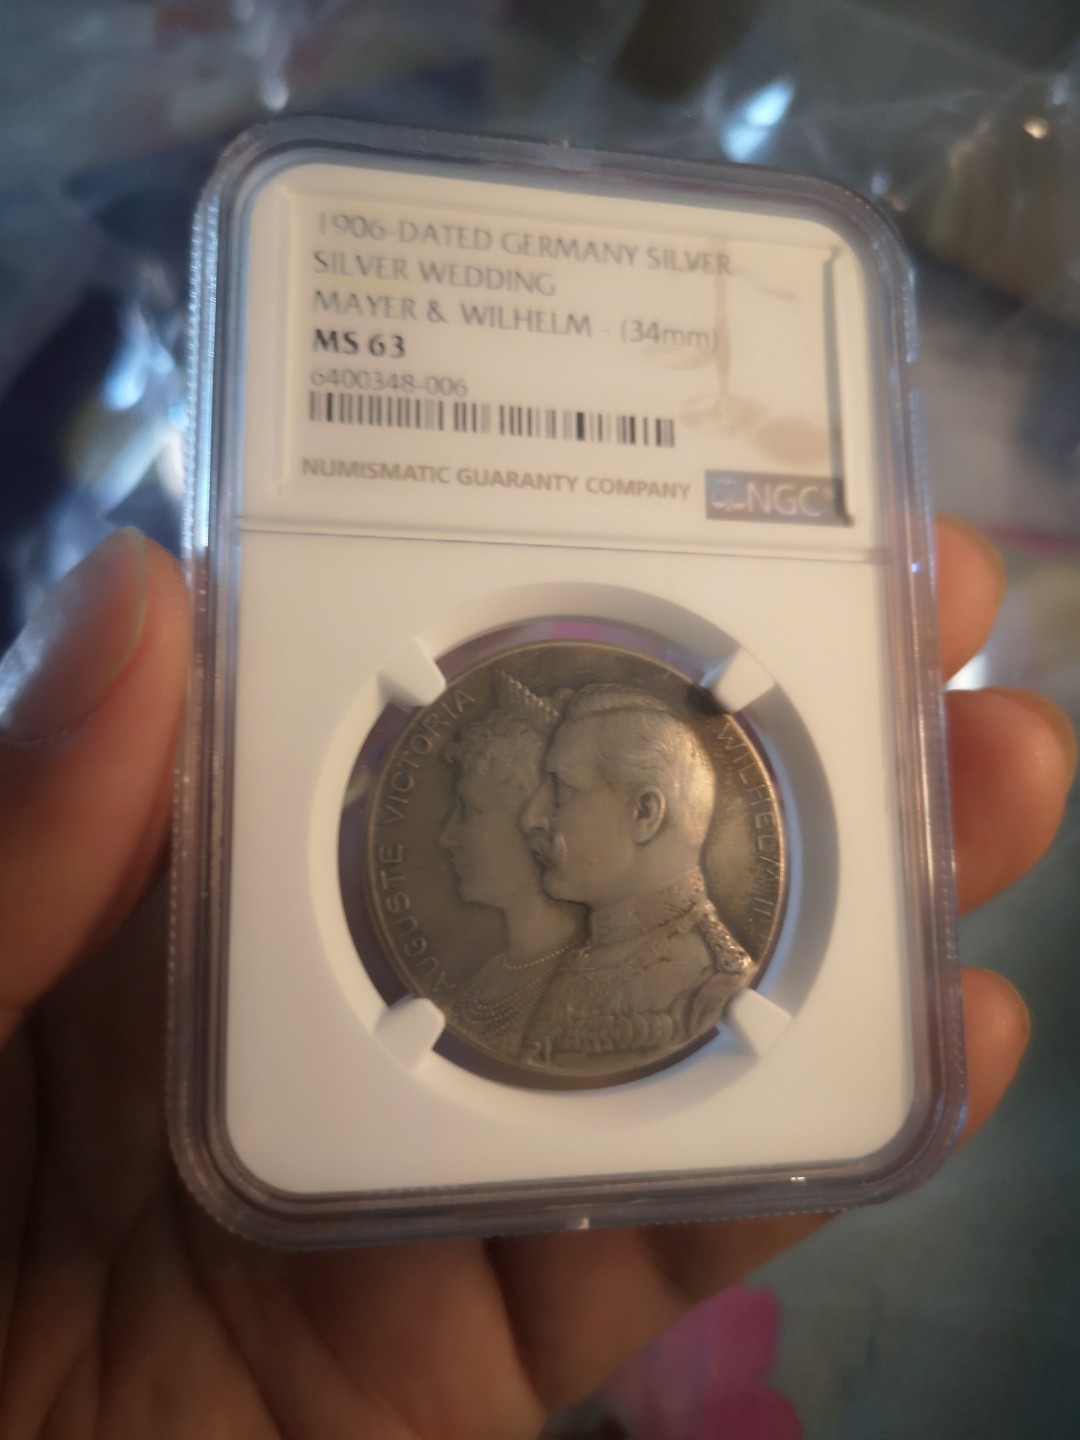 1906-DATED GERMANY SILVER
SILVER WEDDING
MAYER & WILHELM - (34mm)
MS 63
6400348-006
NUMISMATIC GUARANTY COMPANY
NGC
AUGUSTE VICTORIA
WILHELM II.